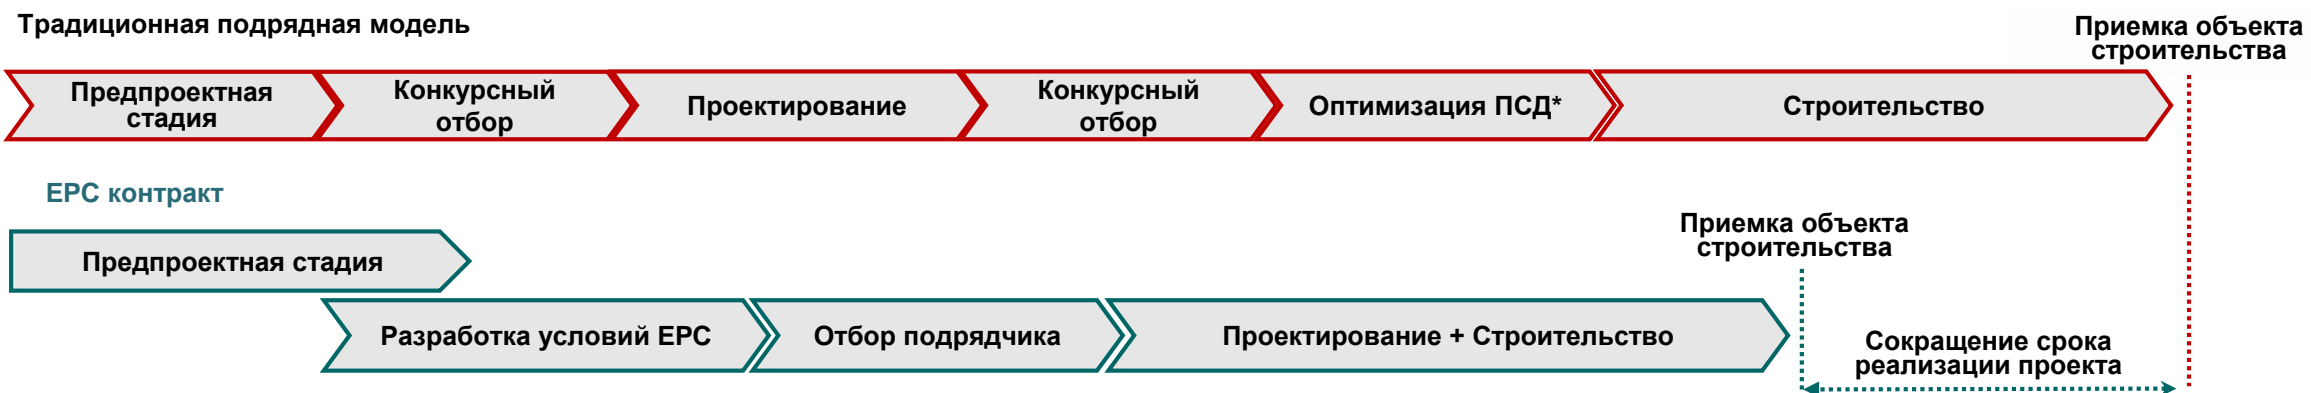 Традиционная подрядная модель
Приемка объекта
строительства
Предпроектная
стадия
Конкурсный
отбор
Проектирование
Конкурсный
отбор
Оптимизация ПСД*
Строительство
EPC контракт
Приемка объекта
строительства
Предпроектная стадия
Разработка условий EPC
Отбор подрядчика
Проектирование + Строительство
Сокращение срока
реализации проекта